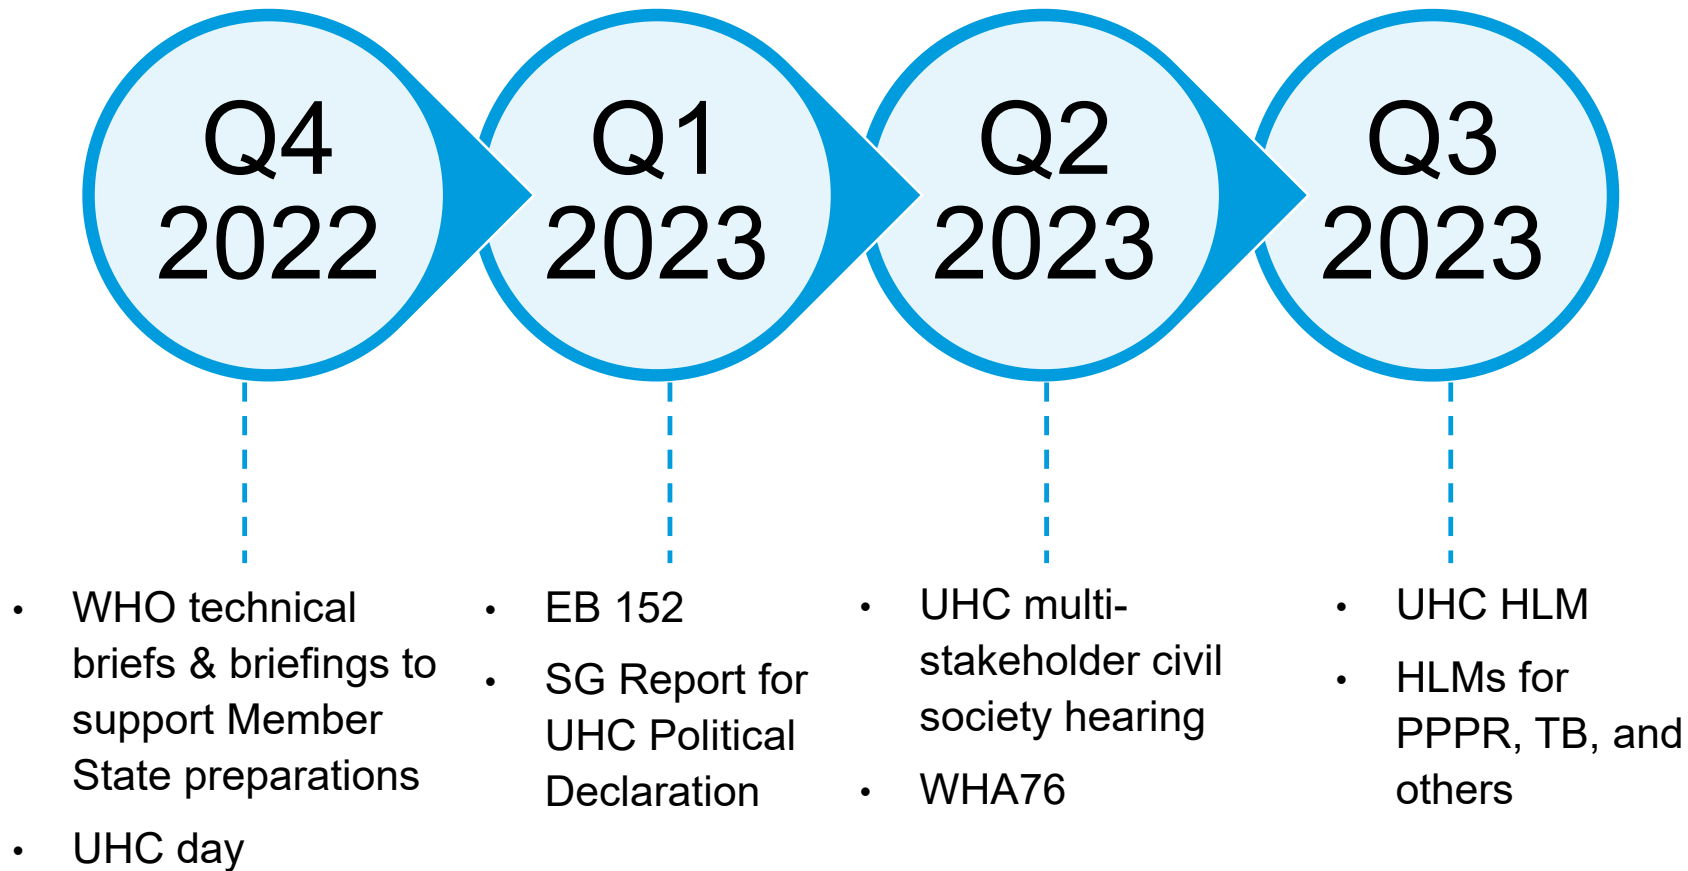 Q4
2022
Q1
2023
Q2
2023
Q3
2023
• WHO technical
briefs & briefings to
support Member
State preparations
• UHC day
• EB 152
• SG Report for
UHC Political
Declaration
• UHC multi-
stakeholder civil
society hearing
• WHA76
• UHC HLM
• HLMs for
PPPR, TB, and
others